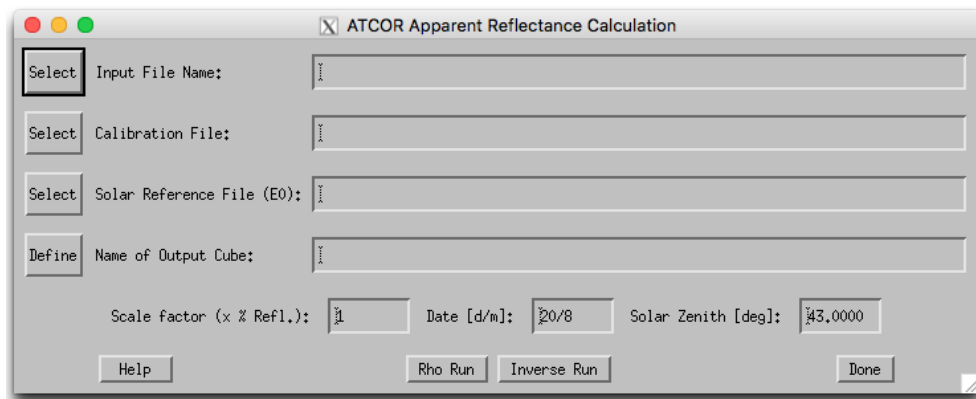 X ATCOR Apparent Reflectance Calculation
Select Input File Name:
Select Calibration File:
Select Solar Reference File (E0):
Define Name of Output Cube:
Scale factor (x % Refl.): 1 Date [d/m]: 20/8 Solar Zenith [deg]: 43.0000
Help Rho Run Inverse Run Done